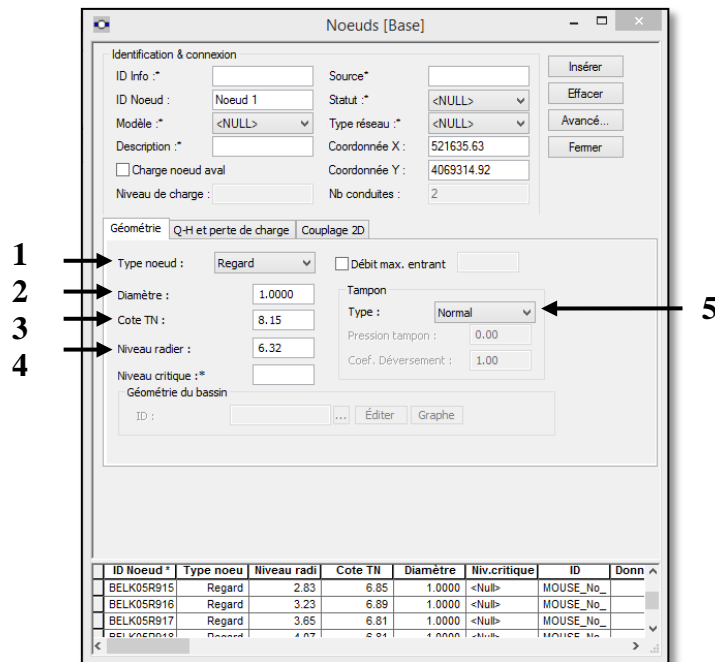 Noeuds [Base]
Identification & connexion
ID Info :*
Source*
Insérer
ID Noeud :
Noeud 1
Statut :*
<NULL>
Effacer
Modèle :*
<NULL>
Type réseau :*
<NULL>
Avancé...
Description :*
Coordonnée X :
521635.63
Fermer
Charge noeud aval
Coordonnée Y :
4069314.92
Niveau de charge :
Nb conduites :
2
Géométrie
Q-H et perte de charge
Couplage 2D
1
Type noeud :
Regard
Débit max. entrant
2
Diamètre :
1.0000
Tampon
3
Cote TN :
8.15
Type :
Normal
5
4
Niveau radier :
6.32
Pression tampon :
0.00
Niveau critique :*
Coef. Déversement :
1.00
Géométrie du bassin
ID :
...
Éditer
Graphe
ID Noeud * Type noeu Niveau radi Cote TN Diamètre Niv.critique ID Donn
BELK05R915 Regard 2.83 6.85 1.0000 <Null> MOUSE_No_
BELK05R916 Regard 3.23 6.89 1.0000 <Null> MOUSE_No_
BELK05R917 Regard 3.65 6.81 1.0000 <Null> MOUSE_No_